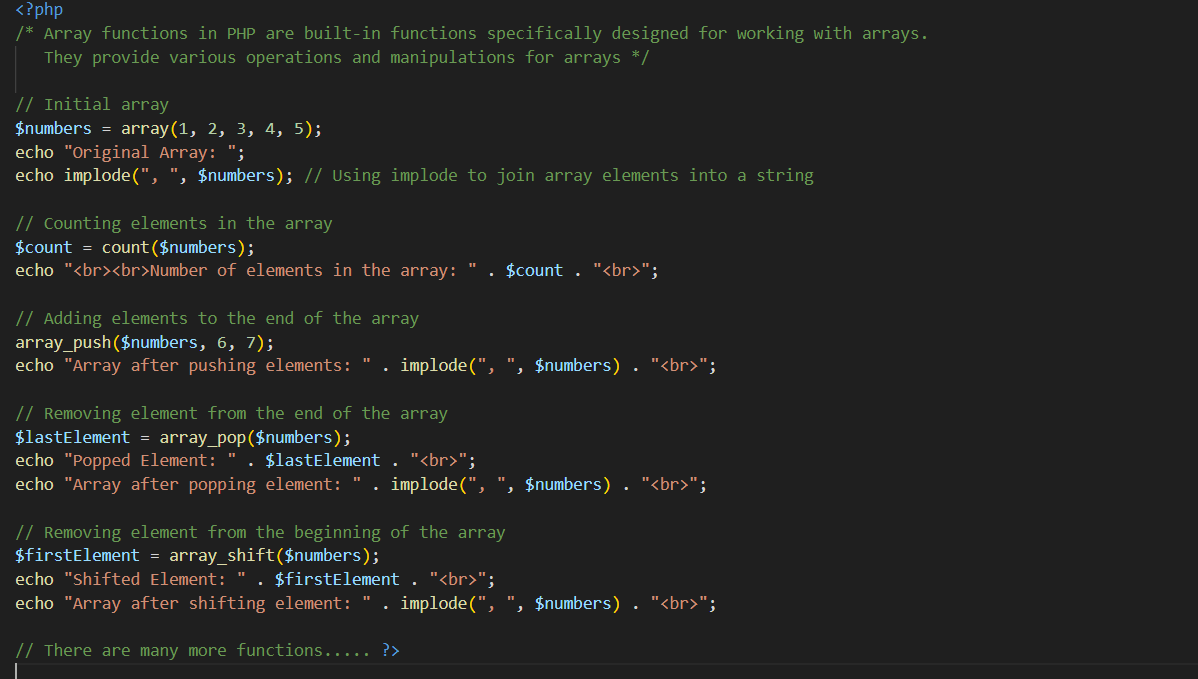 <?php
/* Array functions in PHP are built-in functions specifically designed for working with arrays.
   They provide various operations and manipulations for arrays */

// Initial array
$numbers = array(1, 2, 3, 4, 5);
echo "Original Array: ";
echo implode(", ", $numbers); // Using implode to join array elements into a string

// Counting elements in the array
$count = count($numbers);
echo "<br><br>Number of elements in the array: " . $count . "<br>";

// Adding elements to the end of the array
array_push($numbers, 6, 7);
echo "Array after pushing elements: " . implode(", ", $numbers) . "<br>";

// Removing element from the end of the array
$lastElement = array_pop($numbers);
echo "Popped Element: " . $lastElement . "<br>";
echo "Array after popping element: " . implode(", ", $numbers) . "<br>";

// Removing element from the beginning of the array
$firstElement = array_shift($numbers);
echo "Shifted Element: " . $firstElement . "<br>";
echo "Array after shifting element: " . implode(", ", $numbers) . "<br>";

// There are many more functions..... ?>